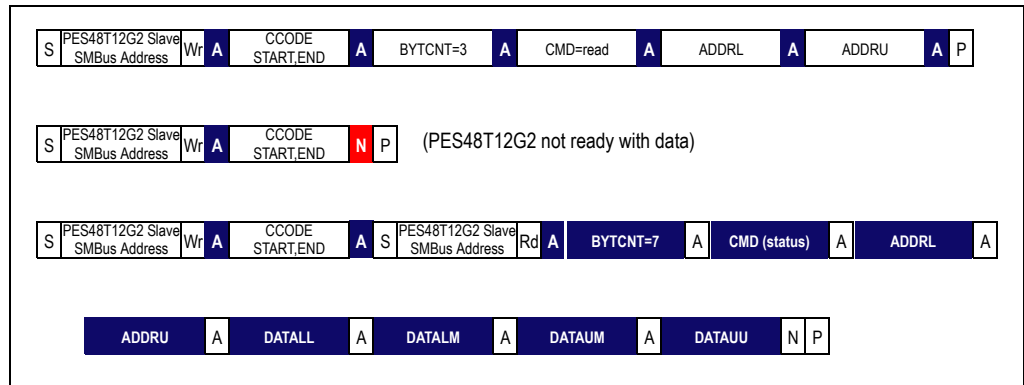 S PES48T12G2 Slave SMBus Address Wr A CCODE START,END A BYTCNT=3 A CMD=read A ADDRL A ADDRU A P
S PES48T12G2 Slave SMBus Address Wr A CCODE START,END N P (PES48T12G2 not ready with data)
S PES48T12G2 Slave SMBus Address Wr A CCODE START,END A S PES48T12G2 Slave SMBus Address Rd A BYTCNT=7 A CMD (status) A ADDRL A
ADDRU A DATALL A DATALM A DATAUM A DATAUU N P